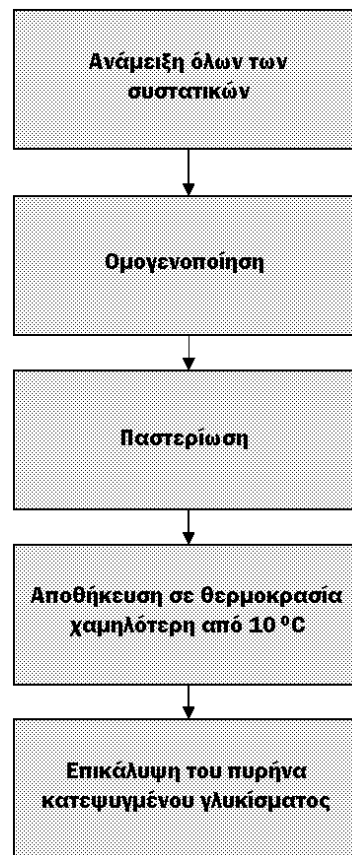 Ανάμειξη όλων των
συστατικών
Ομογενοποίηση
Παστερίωση
Αποθήκευση σε θερμοκρασία
χαμηλότερη από 10 ºC
Επικάλυψη του πυρήνα
κατεψυγμένου γλυκίσματος